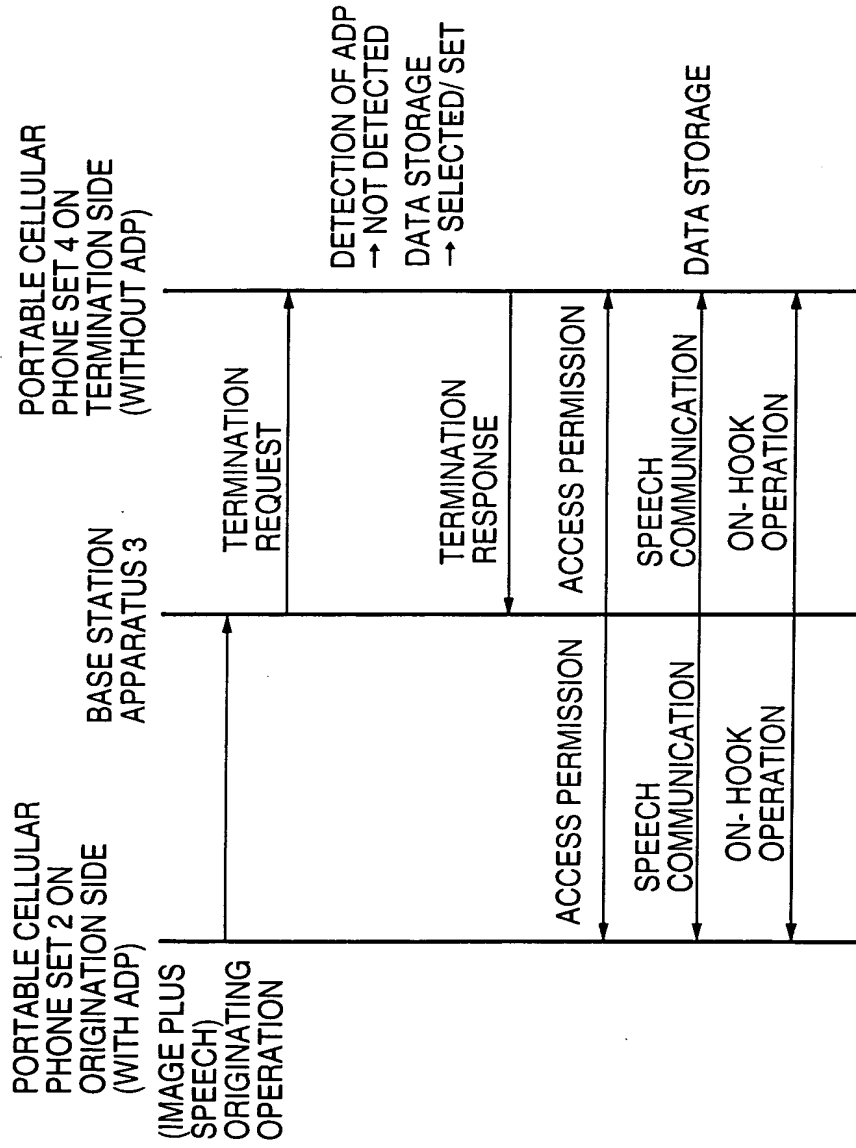 PORTABLE CELLULAR
PHONE SET 2 ON
ORIGINATION SIDE
(WITH ADP)
BASE STATION
APPARATUS 3
PORTABLE CELLULAR
PHONE SET 4 ON
TERMINATION SIDE
(WITHOUT ADP)
(IMAGE PLUS
SPEECH)
ORIGINATING
OPERATION
TERMINATION
REQUEST
DETECTION OF ADP
→ NOT DETECTED
DATA STORAGE
→ SELECTED/ SET
TERMINATION
RESPONSE
ACCESS PERMISSION
ACCESS PERMISSION
SPEECH
COMMUNICATION
SPEECH
COMMUNICATION
DATA STORAGE
ON- HOOK
OPERATION
ON- HOOK
OPERATION